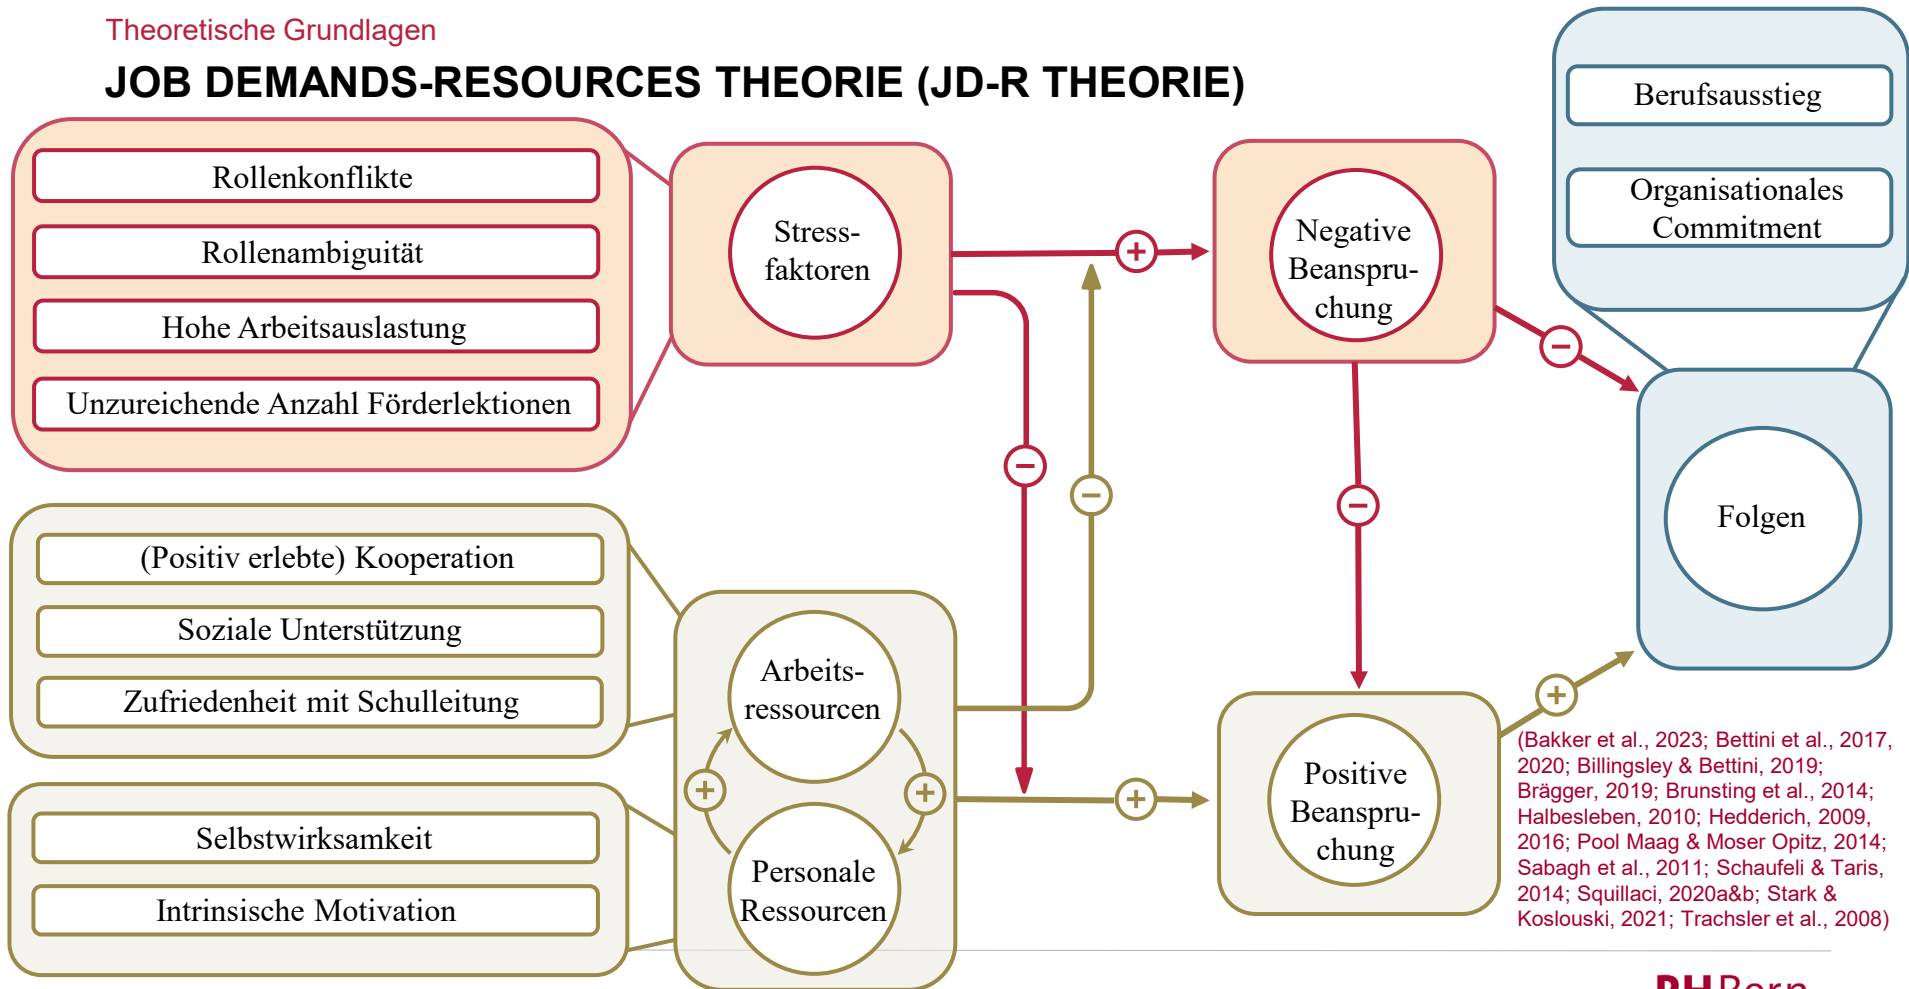 Theoretische Grundlagen
JOB DEMANDS-RESOURCES THEORIE (JD-R THEORIE)
Rollenkonflikte
Rollenambiguität
Hohe Arbeitsauslastung
Unzureichende Anzahl Förderlektionen
Stress-
faktoren
+
Negative
Beanspru-
chung
Berufsausstieg
Organisationales
Commitment
−
−
−
−
Folgen
(Positiv erlebte) Kooperation
Soziale Unterstützung
Zufriedenheit mit Schulleitung
Selbstwirksamkeit
Intrinsische Motivation
Arbeits-
ressourcen
+
+
Personale
Ressourcen
+
Positive
Beanspru-
chung
+
(Bakker et al., 2023; Bettini et al., 2017,
2020; Billingsley & Bettini, 2019;
Brägger, 2019; Brunsting et al., 2014;
Halbesleben, 2010; Hedderich, 2009,
2016; Pool Maag & Moser Opitz, 2014;
Sabagh et al., 2011; Schaufeli & Taris,
2014; Squillaci, 2020a&b; Stark &
Koslouski, 2021; Trachsler et al., 2008)
PHBern